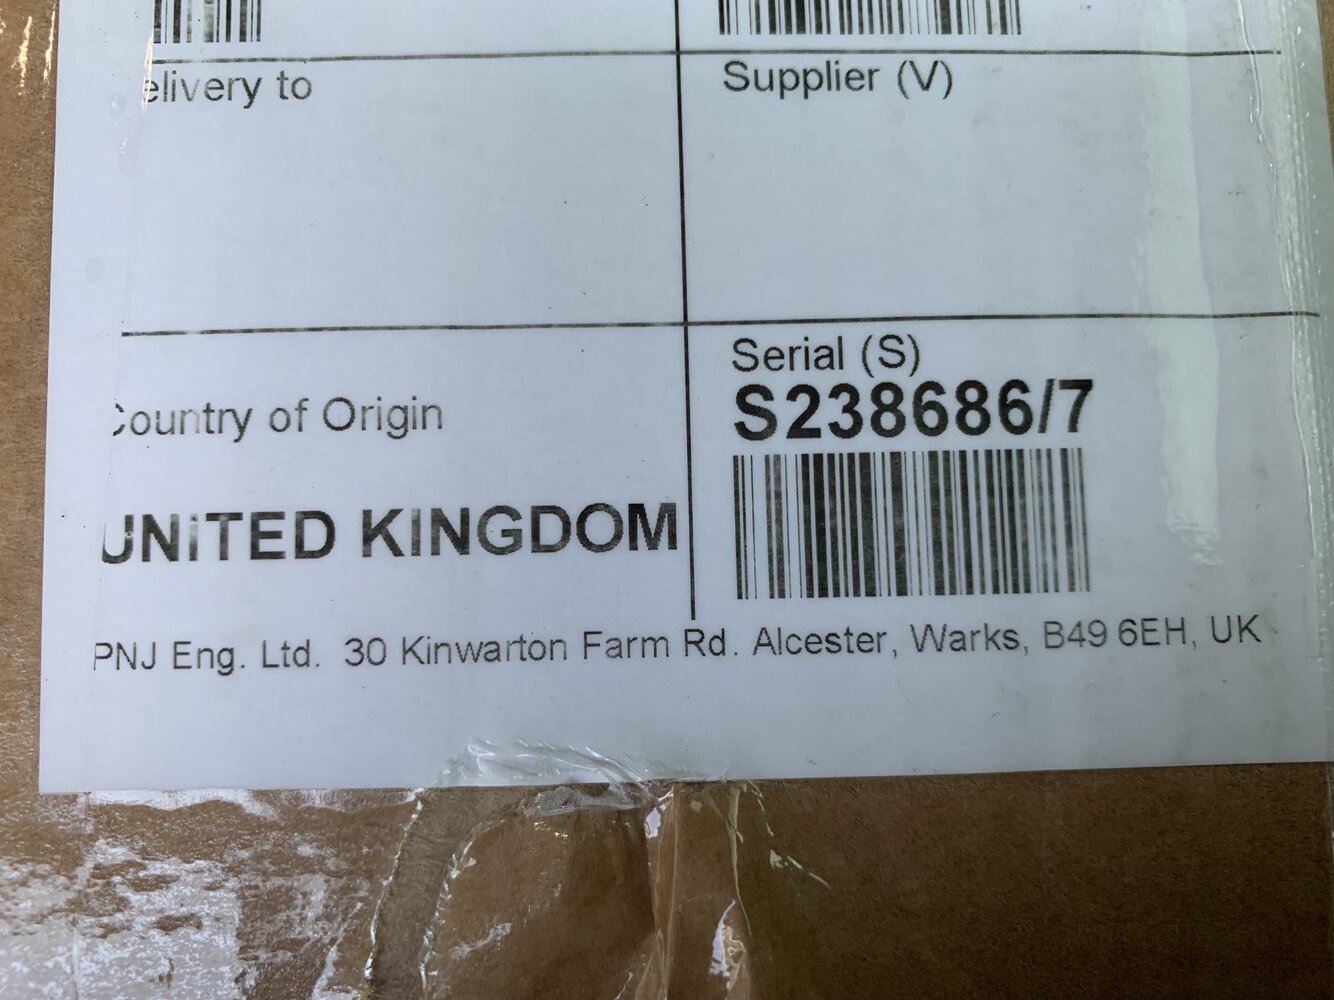 elivery to
Supplier (V)
Serial (S)
S238686/7
Country of Origin
UNITED KINGDOM
PNJ Eng. Ltd. 30 Kinwarton Farm Rd. Alcester, Warks, B49 6EH, UK